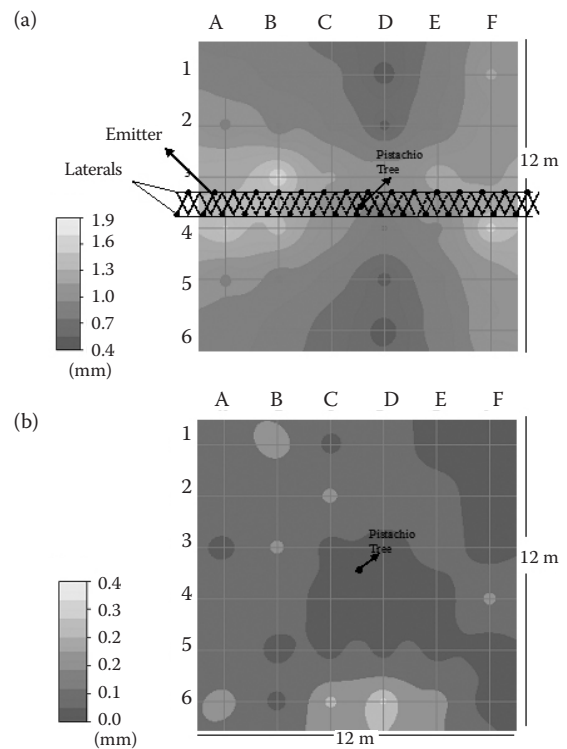 (a)
A B C D E F
1
2
3
4
5
6
Emitter
Laterals
Pistachio
Tree
12 m
1.9
1.6
1.3
1.0
0.7
0.4
(mm)
(b)
A B C D E F
1
2
3
4
5
6
Pistachio
Tree
12 m
0.4
0.3
0.2
0.2
0.1
0.0
(mm)
12 m